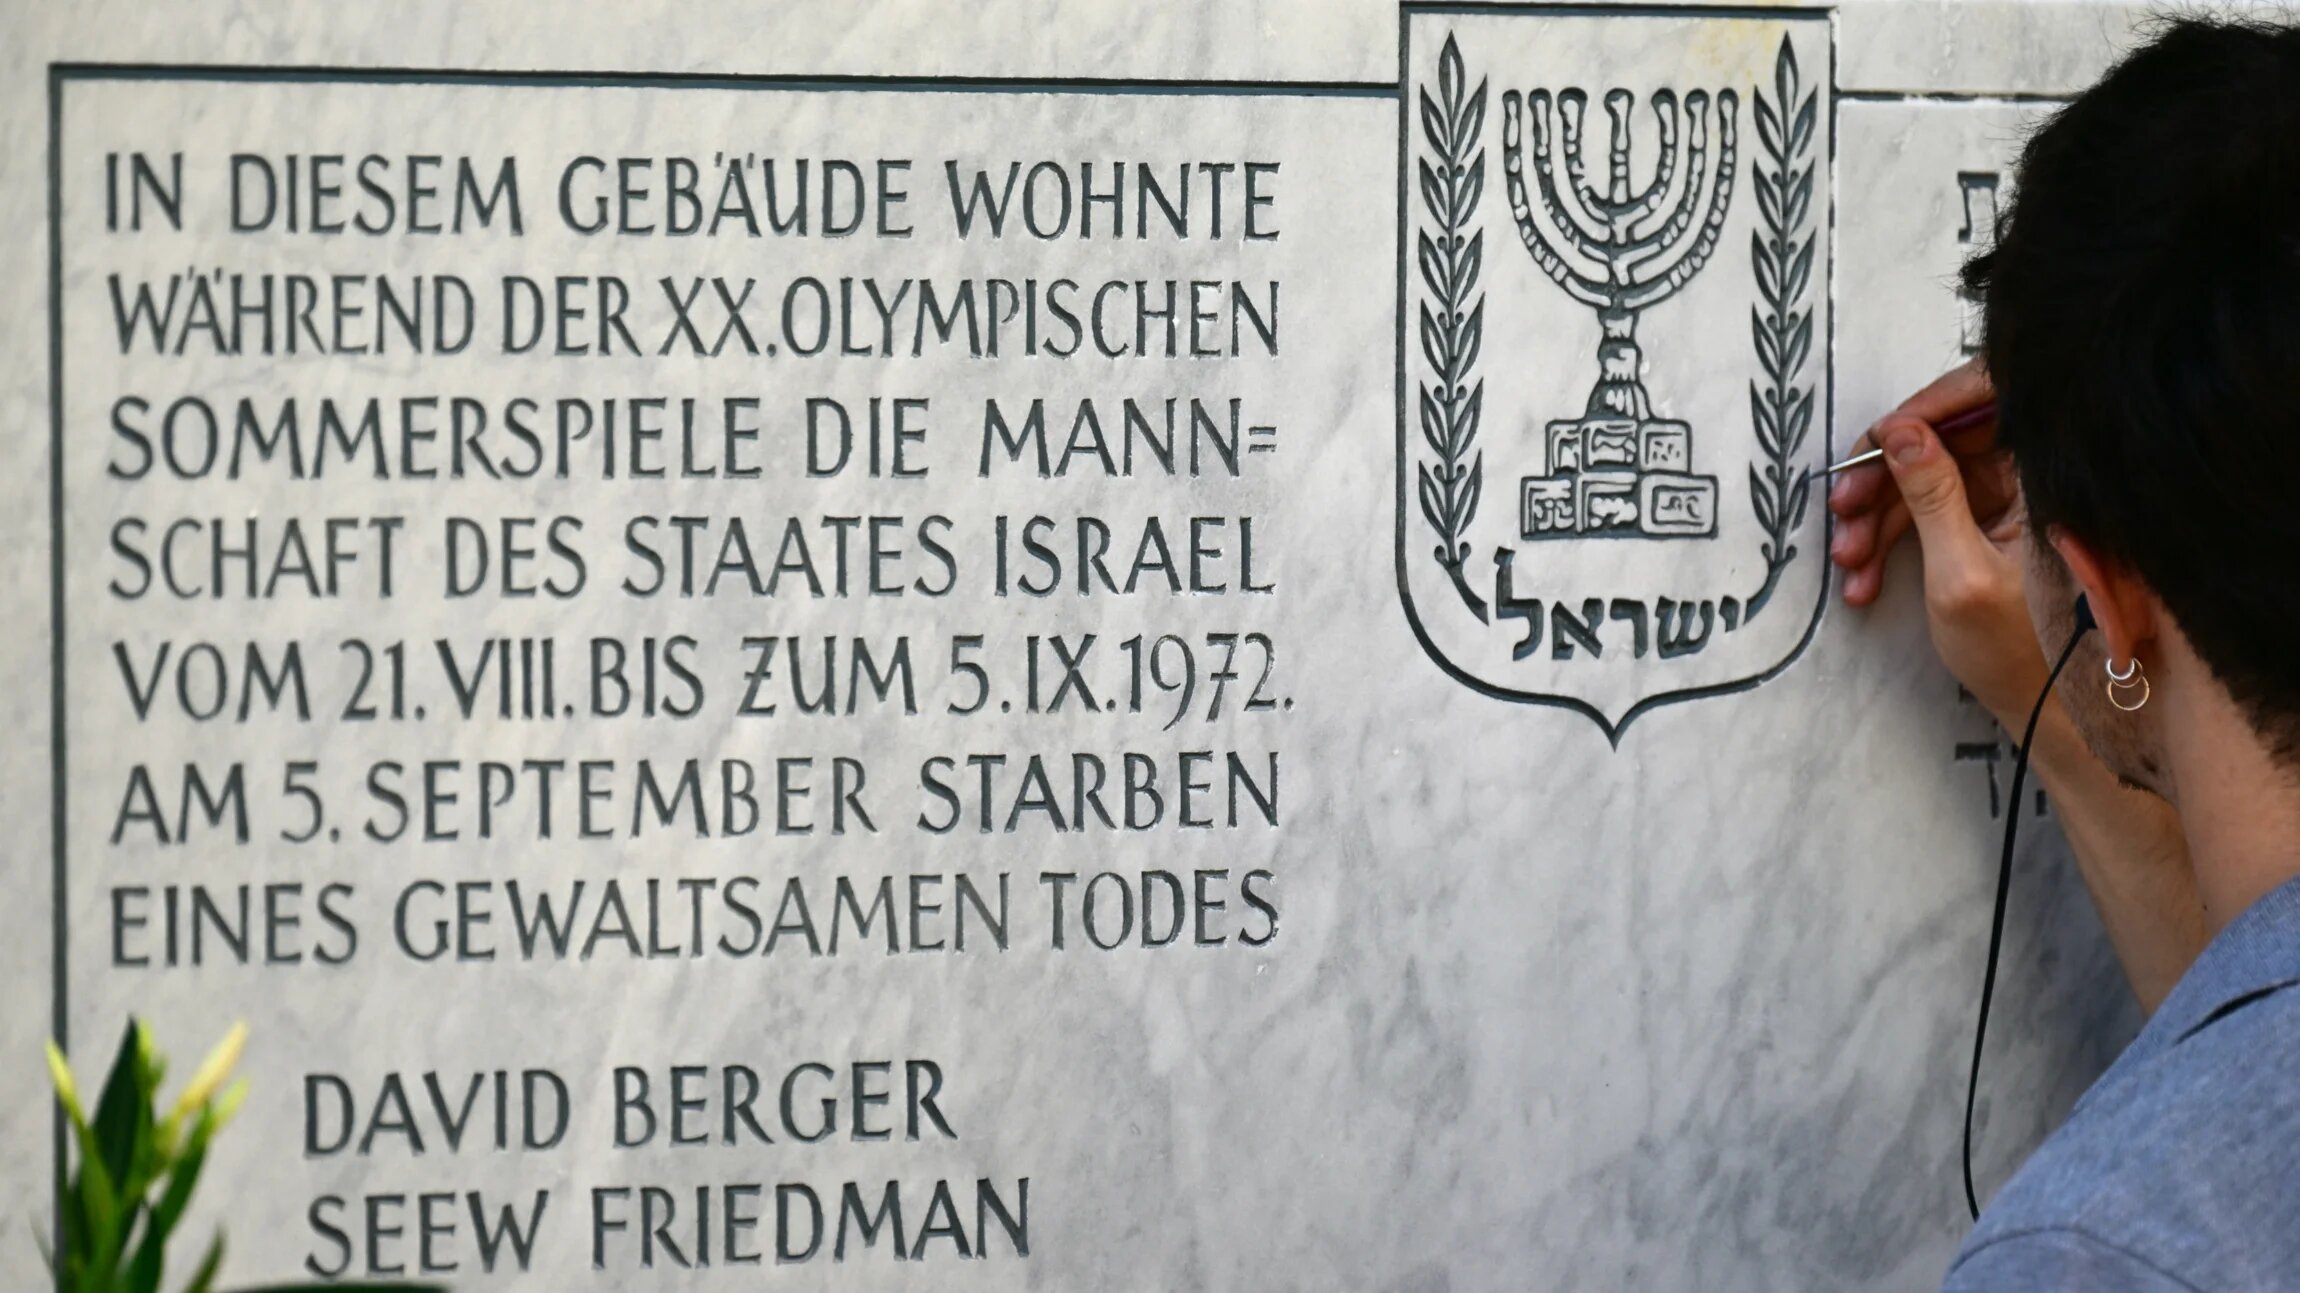 IN DIESEM GEBÄUDE WOHNTE
WÄHREND DER XX. OLYMPISCHEN
SOMMERSPIELE DIE MANN=
SCHAFT DES STAATES ISRAEL
VOM 21. VIII. BIS ZUM 5. IX. 1972.
AM 5. SEPTEMBER STARBEN
EINES GEWALTSAMEN TODES
DAVID BERGER
SEEW FRIEDMAN
ישראל